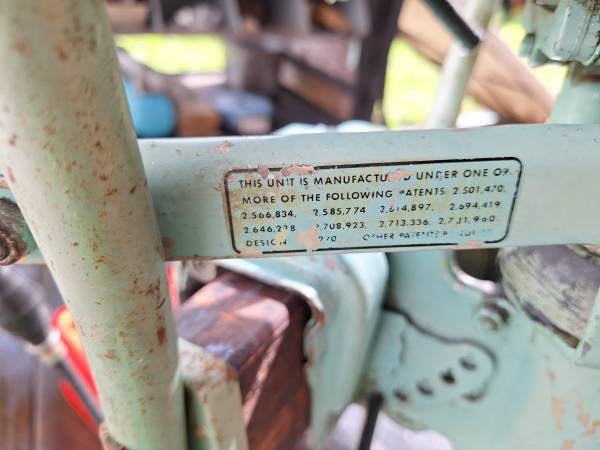 THIS UNIT IS MANUFACTURED UNDER ONE OR
MORE OF THE FOLLOWING PATENTS: 2,501,470,
2,566,834, 2,585,774 2,614,897, 2,694,419
2,646,238 2,708,923, 2,713,336, 2,731,960
DESIGN 270 OTHER PATENTS